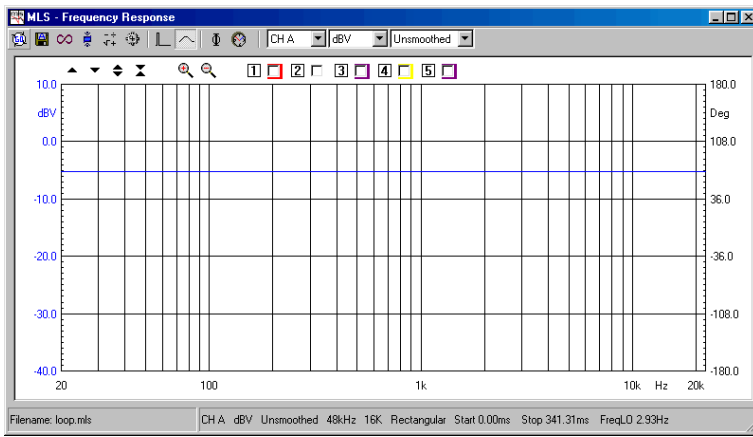 MLS - Frequency Response
CH A dBV Unsmoothed
1 2 3 4 5
10.0 180.0
dBV Deg
0.0 108.0
-10.0 36.0
-20.0 -36.0
-30.0 -108.0
-40.0 -180.0
20 100 1k 10k Hz 20k
Filename: loop.mls CH A dBV Unsmoothed 48kHz 16K Rectangular Start 0.00ms Stop 341.31ms FreqLO 2.93Hz